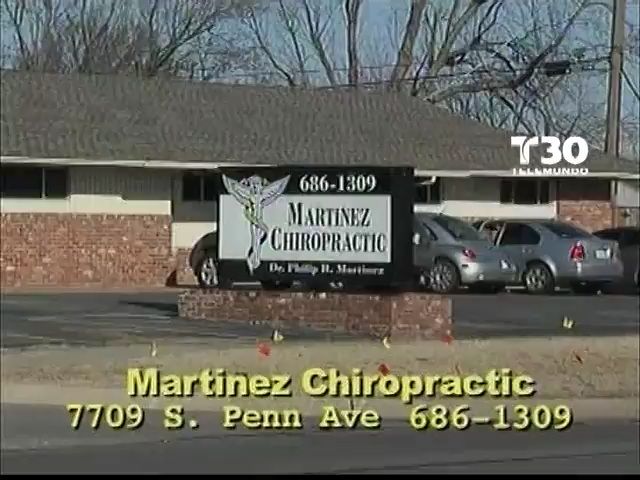 T30
TELEMUNDO
686-1309
MARTINEZ
CHIROPRACTIC
Dr. Philip H. Martinez
Martinez Chiropractic
7709 S. Penn Ave 686-1309